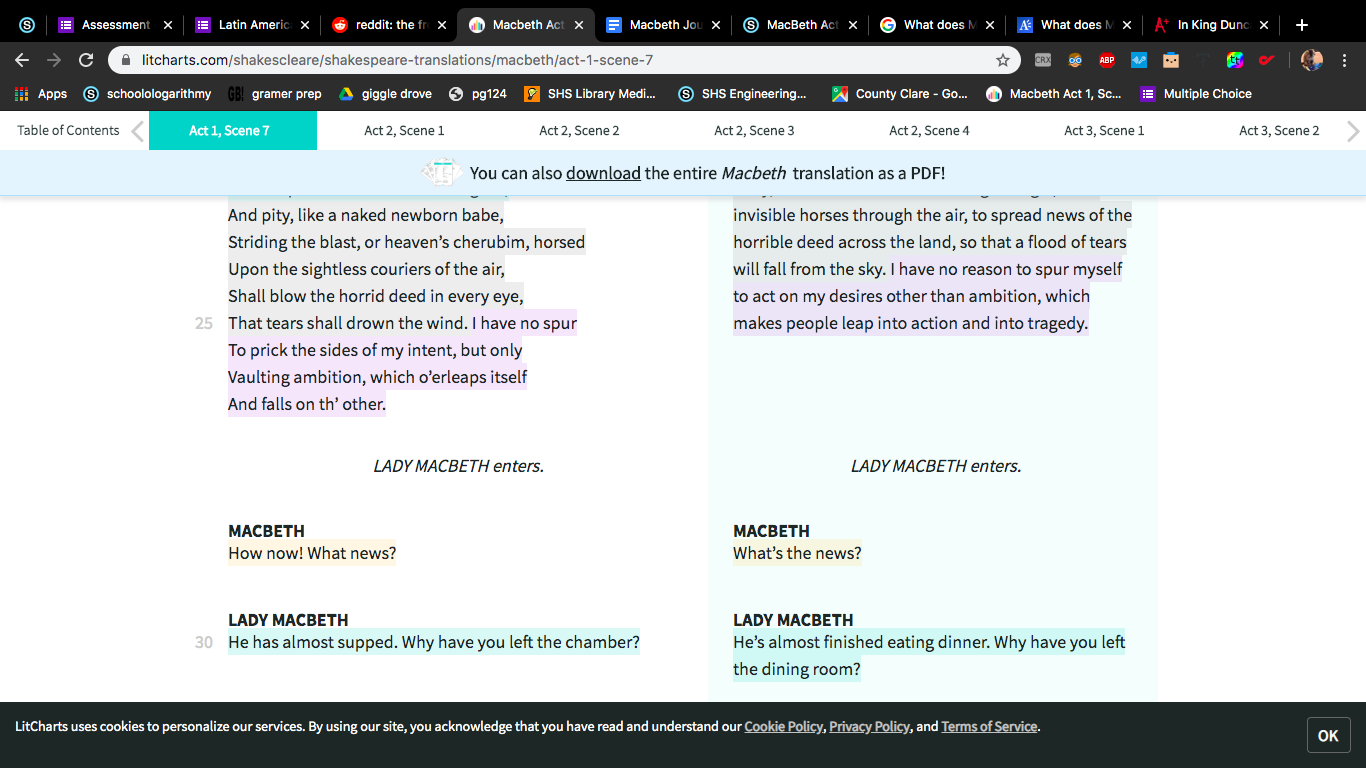 Assessment
Latin Americ
reddit: the fr
Macbeth Act
Macbeth Jou
MacBeth Act
What does M
What does M
In King Dunc
litcharts.com/shakescleare/shakespeare-translations/macbeth/act-1-scene-7
CRX
ABP
Apps
schoolologarithmy
gramer prep
giggle drove
pg124
SHS Library Medi...
SHS Engineering...
County Clare - Go...
Macbeth Act 1, Sc...
Multiple Choice
Table of Contents
Act 1, Scene 7
Act 2, Scene 1
Act 2, Scene 2
Act 2, Scene 3
Act 2, Scene 4
Act 3, Scene 1
Act 3, Scene 2
You can also download the entire Macbeth translation as a PDF!
And pity, like a naked newborn babe,
Striding the blast, or heaven's cherubim, horsed
Upon the sightless couriers of the air,
Shall blow the horrid deed in every eye,
25 That tears shall drown the wind. I have no spur
To prick the sides of my intent, but only
Vaulting ambition, which o'erleaps itself
And falls on th' other.
LADY MACBETH enters.
MACBETH
How now! What news?
LADY MACBETH
30 He has almost supped. Why have you left the chamber?
invisible horses through the air, to spread news of the
horrible deed across the land, so that a flood of tears
will fall from the sky. I have no reason to spur myself
to act on my desires other than ambition, which
makes people leap into action and into tragedy.
LADY MACBETH enters.
MACBETH
What's the news?
LADY MACBETH
He's almost finished eating dinner. Why have you left
the dining room?
LitCharts uses cookies to personalize our services. By using our site, you acknowledge that you have read and understand our Cookie Policy, Privacy Policy, and Terms of Service.
OK